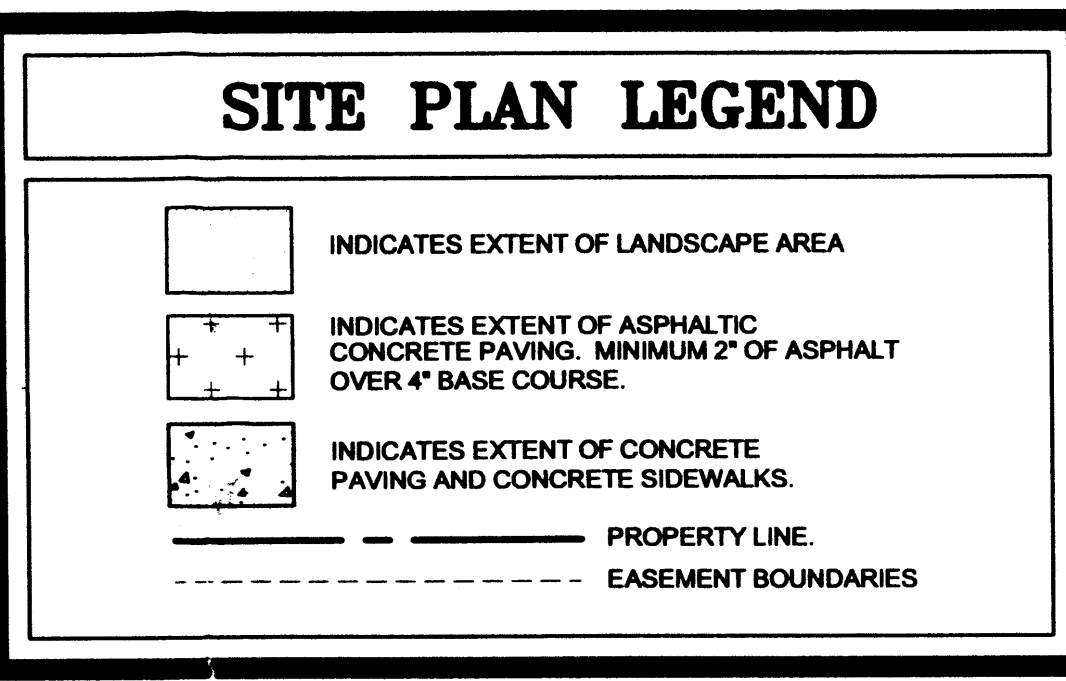 SITE PLAN LEGEND
INDICATES EXTENT OF LANDSCAPE AREA
INDICATES EXTENT OF ASPHALTIC
CONCRETE PAVING. MINIMUM 2" OF ASPHALT
OVER 4" BASE COURSE.
INDICATES EXTENT OF CONCRETE
PAVING AND CONCRETE SIDEWALKS.
PROPERTY LINE.
EASEMENT BOUNDARIES